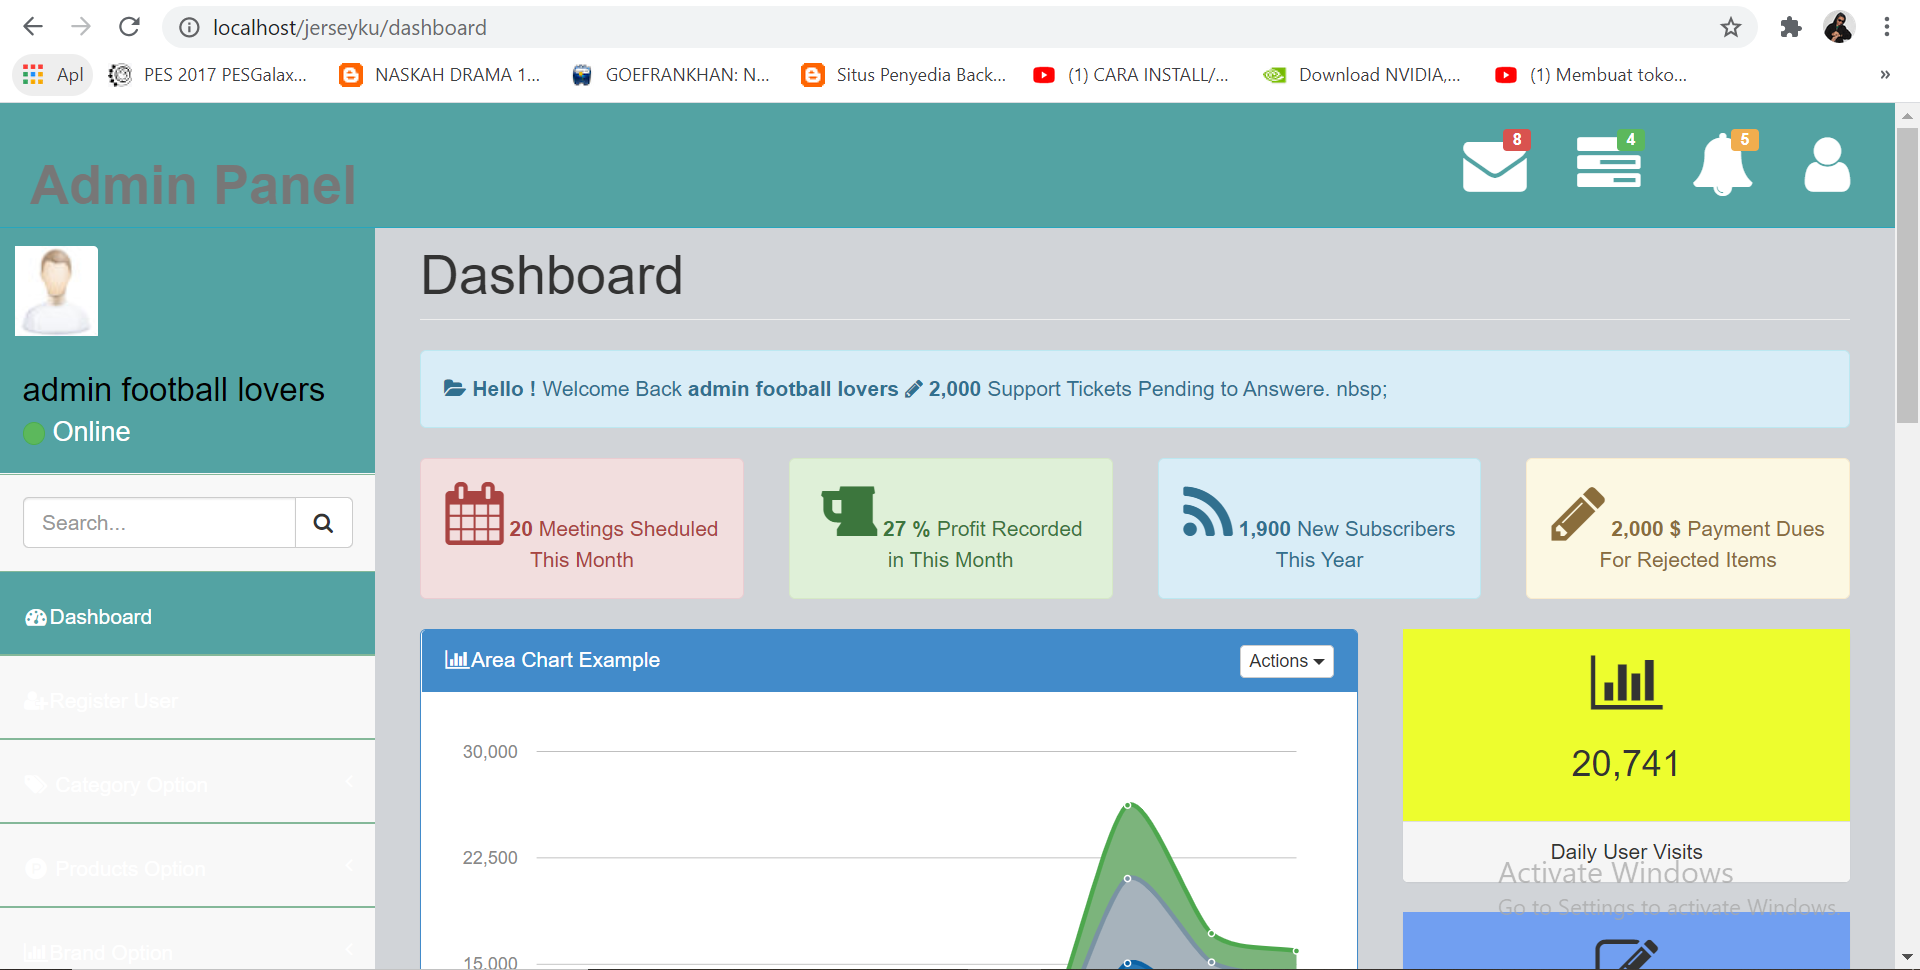 localhost/jerseyku/dashboard
Apl PES 2017 PESGalax... NASKAH DRAMA 1... GOEFRANKHAN: N... Situs Penyedia Back... (1) CARA INSTALL/... Download NVIDIA,... (1) Membuat toko... »
8 4 5
Admin Panel
admin football lovers
Online
Search...
Dashboard
Register User
Category Option
Products Option
Brand Option
Dashboard
Hello ! Welcome Back admin football lovers 2,000 Support Tickets Pending to Answere. nbsp;
20 Meetings Sheduled
This Month
27 % Profit Recorded
in This Month
1,900 New Subscribers
This Year
2,000 $ Payment Dues
For Rejected Items
Area Chart Example
Actions
30,000
22,500
15,000
20,741
Daily User Visits
Activate Windows
Go to Settings to activate Windows.